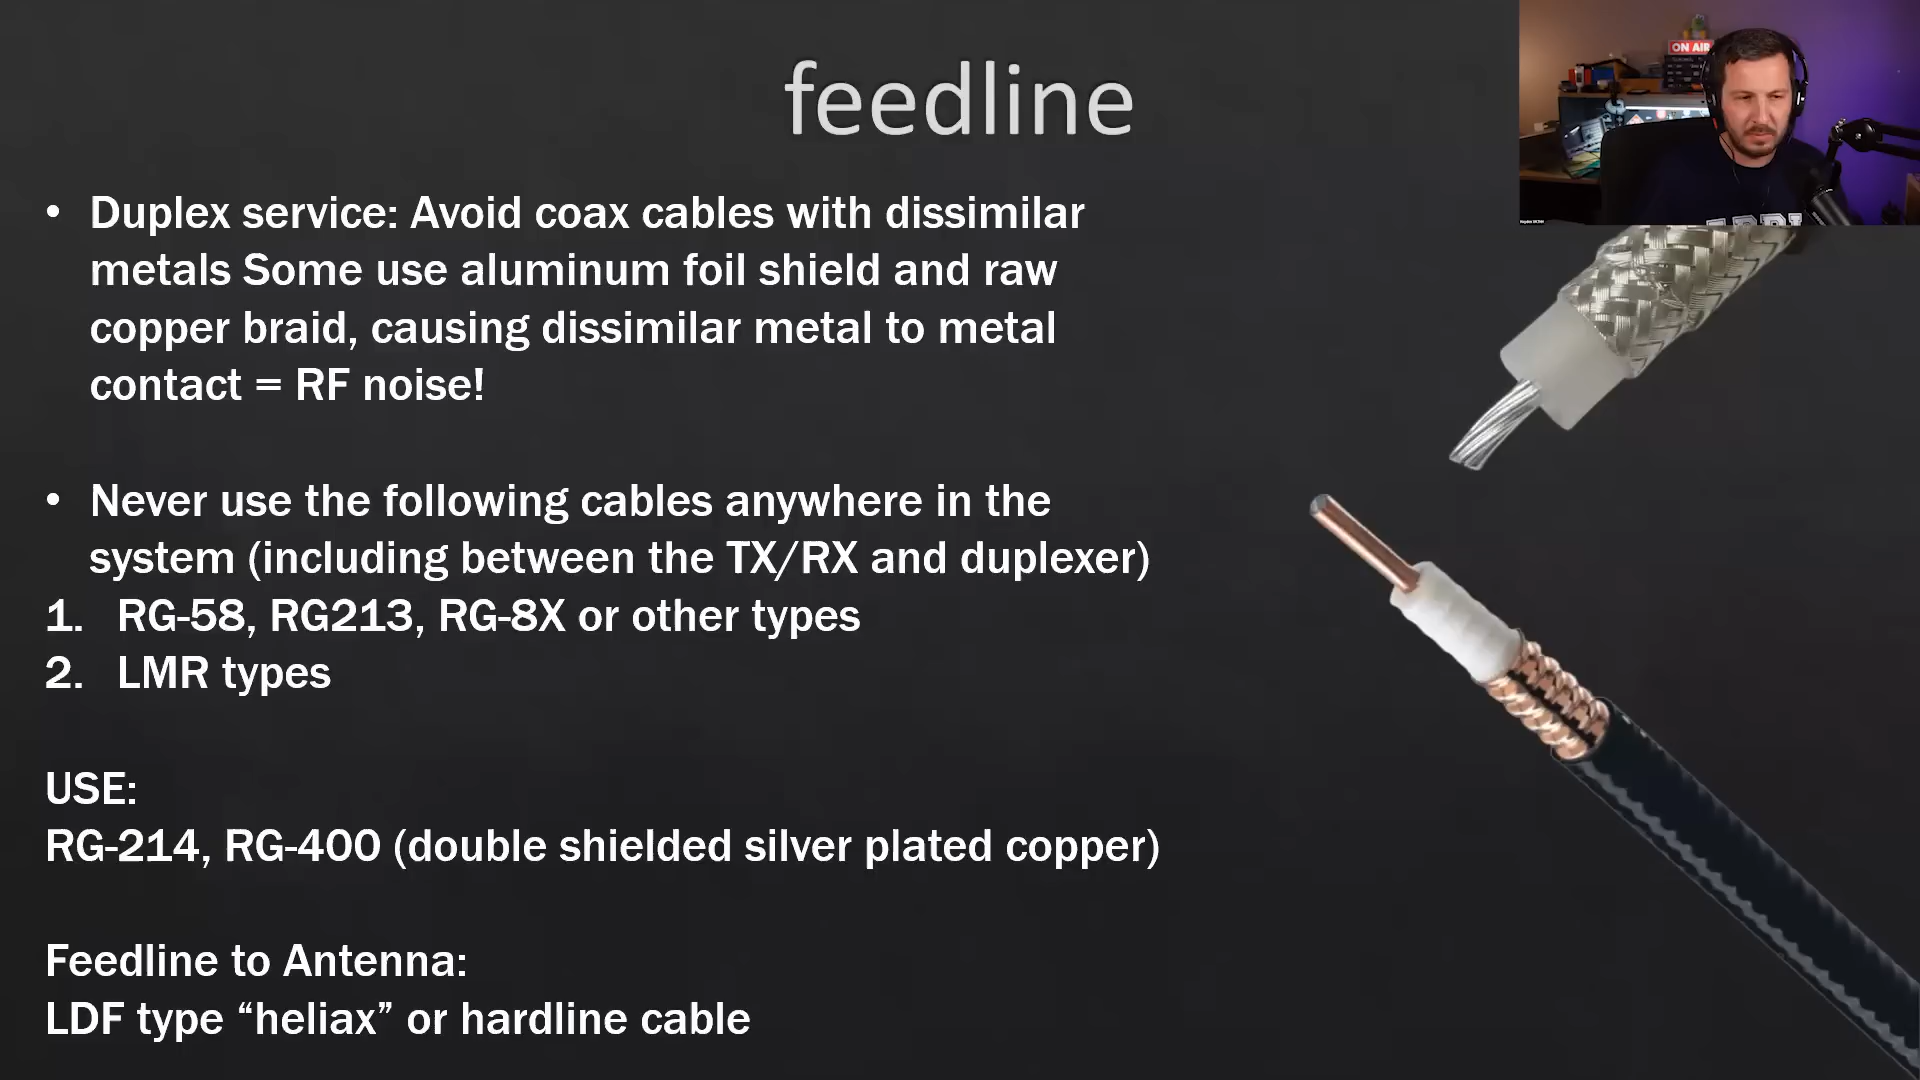 feedline
ON AIR
• Duplex service: Avoid coax cables with dissimilar
metals Some use aluminum foil shield and raw
copper braid, causing dissimilar metal to metal
contact = RF noise!
• Never use the following cables anywhere in the
system (including between the TX/RX and duplexer)
1. RG-58, RG213, RG-8X or other types
2. LMR types
USE:
RG-214, RG-400 (double shielded silver plated copper)
Feedline to Antenna:
LDF type “heliax” or hardline cable